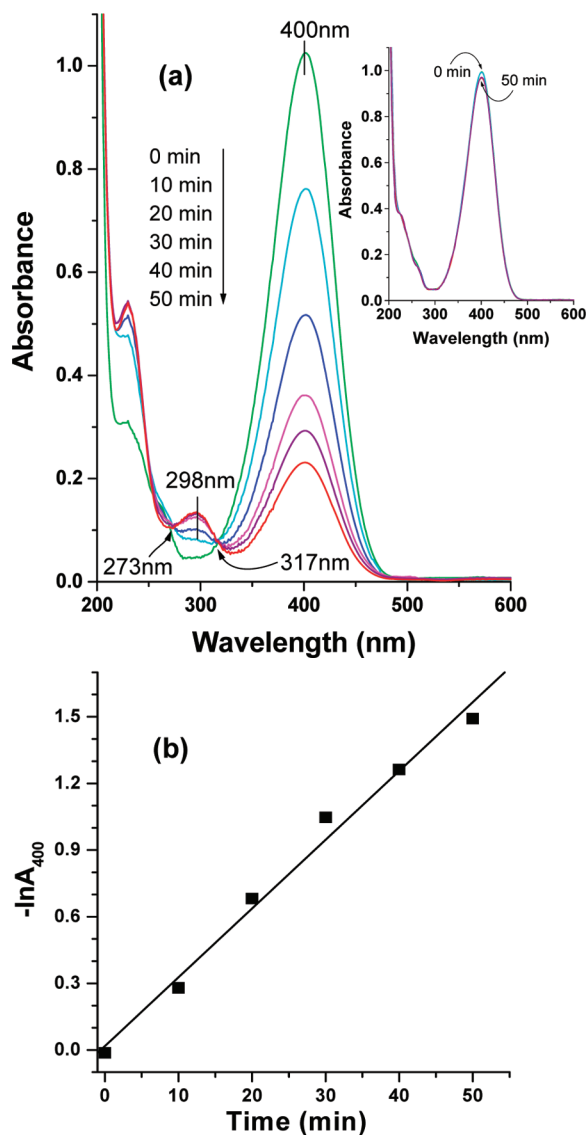 (a)
400nm
0 min
10 min
20 min
30 min
40 min
50 min
298nm
273nm
317nm
Absorbance
1.0
0.8
0.6
0.4
0.2
0.0
200 300 400 500 600
Wavelength (nm)
0 min
50 min
Absorbance
1.0
0.8
0.6
0.4
0.2
0.0
200 300 400 500 600
Wavelength (nm)
(b)
-lnA400
1.5
1.2
0.9
0.6
0.3
0.0
0 10 20 30 40 50
Time (min)